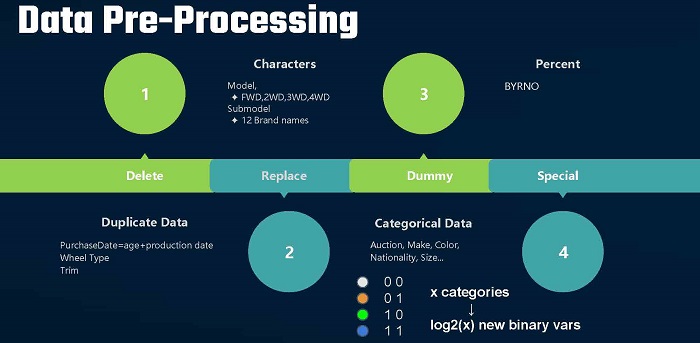 Data Pre-Processing
1
Characters
Model,
✦ FWD,2WD,3WD,4WD
Submodel
✦ 12 Brand names
3
Percent
BYRNO
Delete
Replace
Dummy
Special
Duplicate Data
PurchaseDate=age+production date
Wheel Type
Trim
2
Categorical Data
Auction, Make, Color,
Nationality, Size...
4
0 0
0 1
1 0
1 1
x categories
↓
log2(x) new binary vars